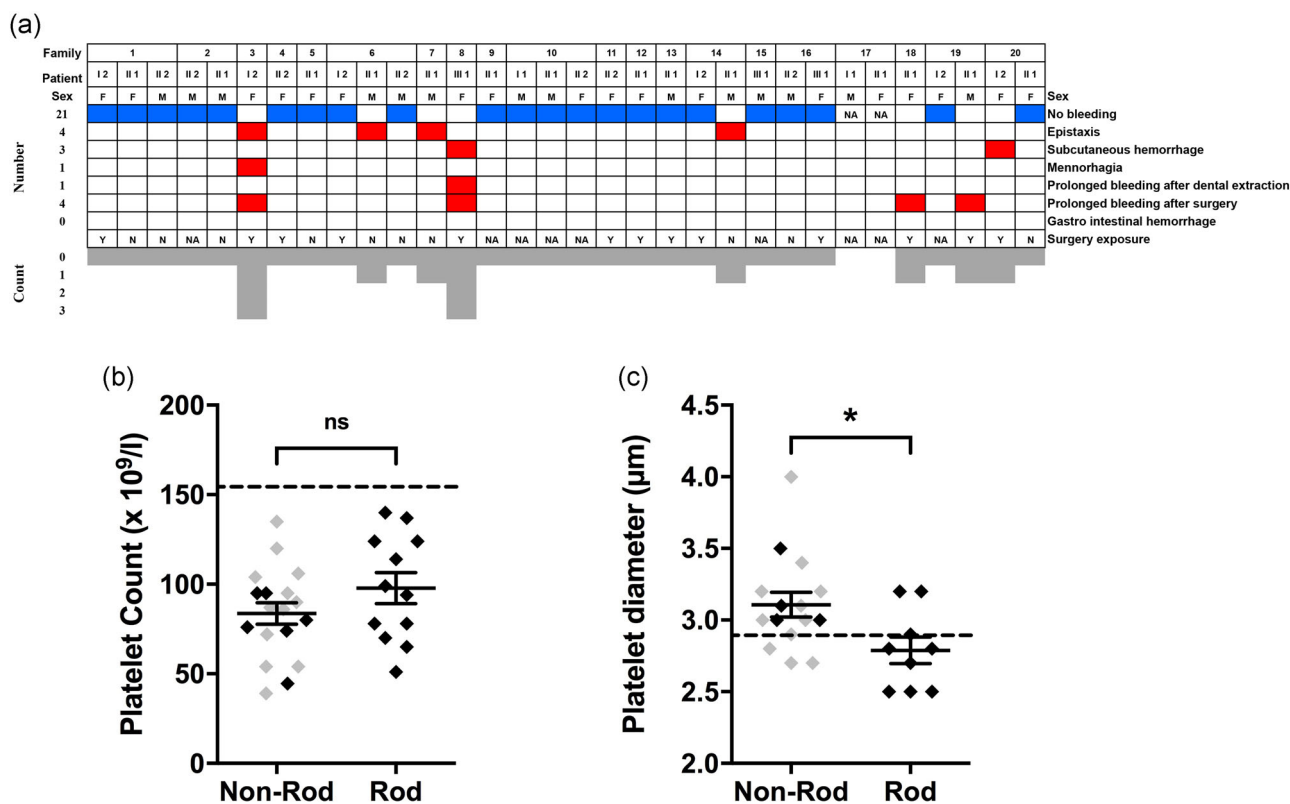 (a)
Family 1 2 3 4 5 6 7 8 9 10 11 12 13 14 15 16 17 18 19 20
Patient I 2 II 1 II 2 II 2 II 1 I 2 II 2 II 1 I 2 II 1 II 2 II 1 III 1 II 1 I 1 II 1 II 2 II 2 II 2 II 1 I 2 II 1 III 1 II 1 III 1 I 1 II 1 II 1 I 2 II 1 I 2 II 1
Sex F F M M M F F F F M M M F F M M F F F M F M M M F M F F F M F F Sex
Number
21 NA NA No bleeding
4 Epistaxis
3 Subcutaneous hemorrhage
1 Mennorhagia
1 Prolonged bleeding after dental extraction
4 Prolonged bleeding after surgery
0 Gastro intestinal hemorrhage
Y N N NA N Y Y N Y N N N Y NA NA NA NA Y Y Y Y N NA N Y NA NA Y NA Y Y N Surgery exposure
Count
0
1
2
3
(b)
Platelet Count (x 10⁹/l)
200
150
100
50
0
ns
Non-Rod Rod
(c)
Platelet diameter (µm)
4.5
4.0
3.5
3.0
2.5
2.0
*
Non-Rod Rod